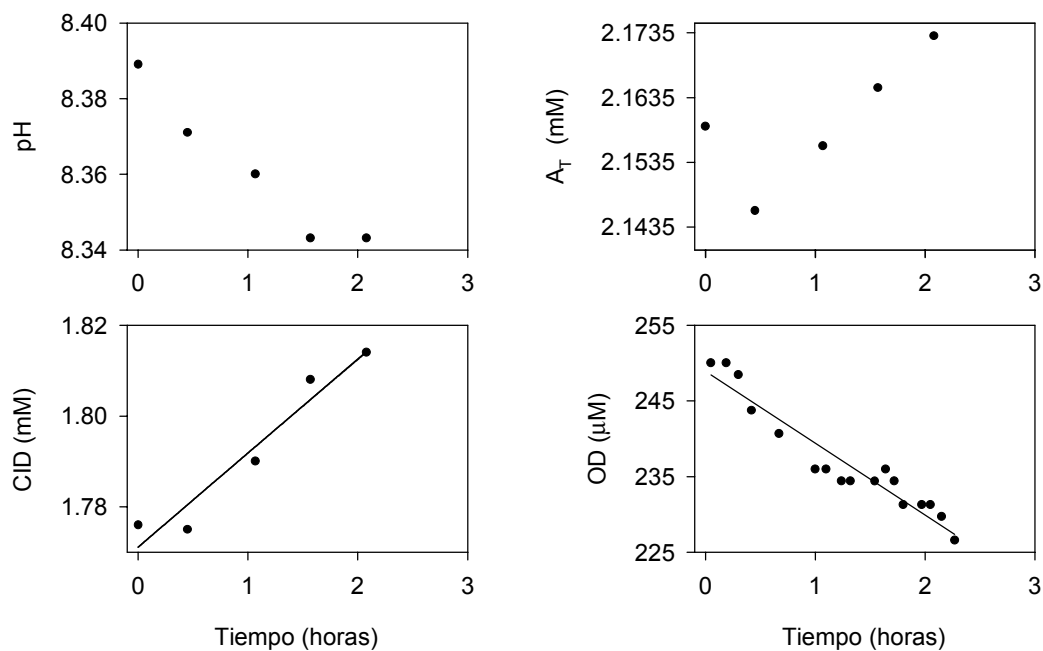 8.40
8.38
8.36
8.34
pH
0 1 2 3
2.1735
2.1635
2.1535
2.1435
A_T (mM)
0 1 2 3
1.82
1.80
1.78
CID (mM)
0 1 2 3
Tiempo (horas)
255
245
235
225
OD (μM)
0 1 2 3
Tiempo (horas)